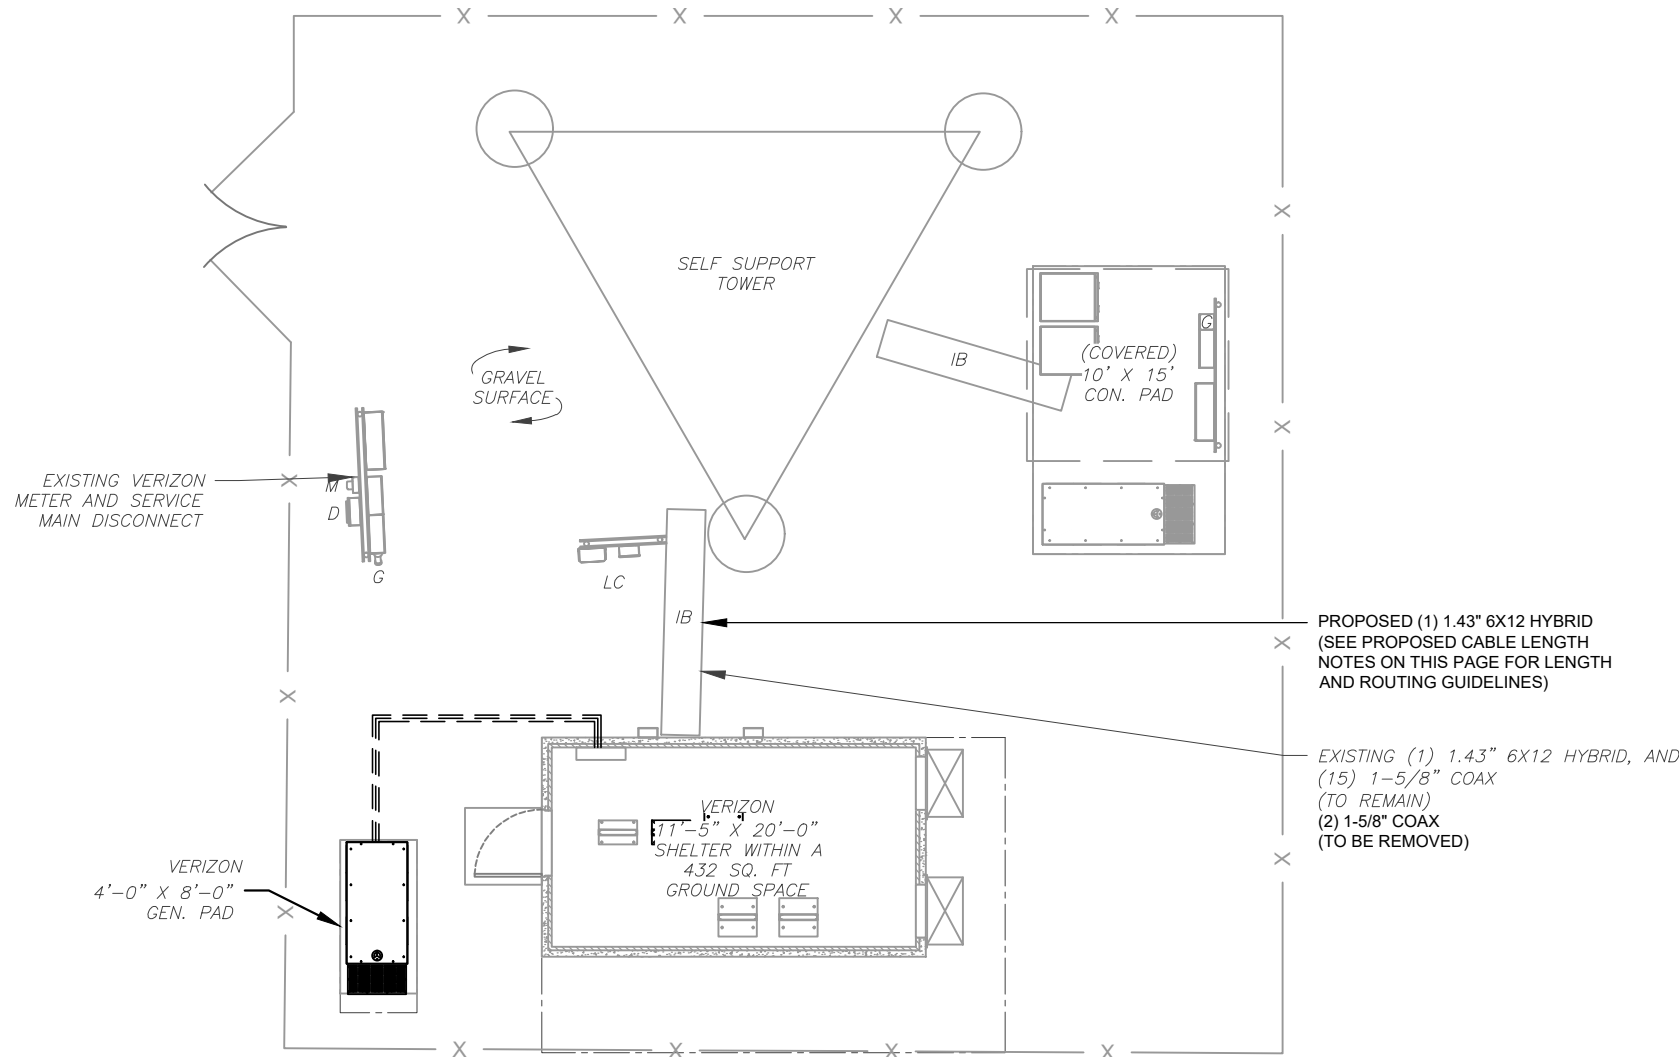 X X X X
SELF SUPPORT
TOWER
X
G
(COVERED)
10' X 15'
CON. PAD
IB
GRAVEL
SURFACE
X
EXISTING VERIZON
METER AND SERVICE
MAIN DISCONNECT
X
M
D
G
LC
IB
PROPOSED (1) 1.43" 6X12 HYBRID
(SEE PROPOSED CABLE LENGTH
NOTES ON THIS PAGE FOR LENGTH
AND ROUTING GUIDELINES)
X
X
EXISTING (1) 1.43" 6X12 HYBRID, AND
(15) 1-5/8" COAX
(TO REMAIN)
(2) 1-5/8" COAX
(TO BE REMOVED)
VERIZON
11'-5" X 20'-0"
SHELTER WITHIN A
432 SQ. FT
GROUND SPACE
X
VERIZON
4'-0" X 8'-0"
GEN. PAD
X
X X X X